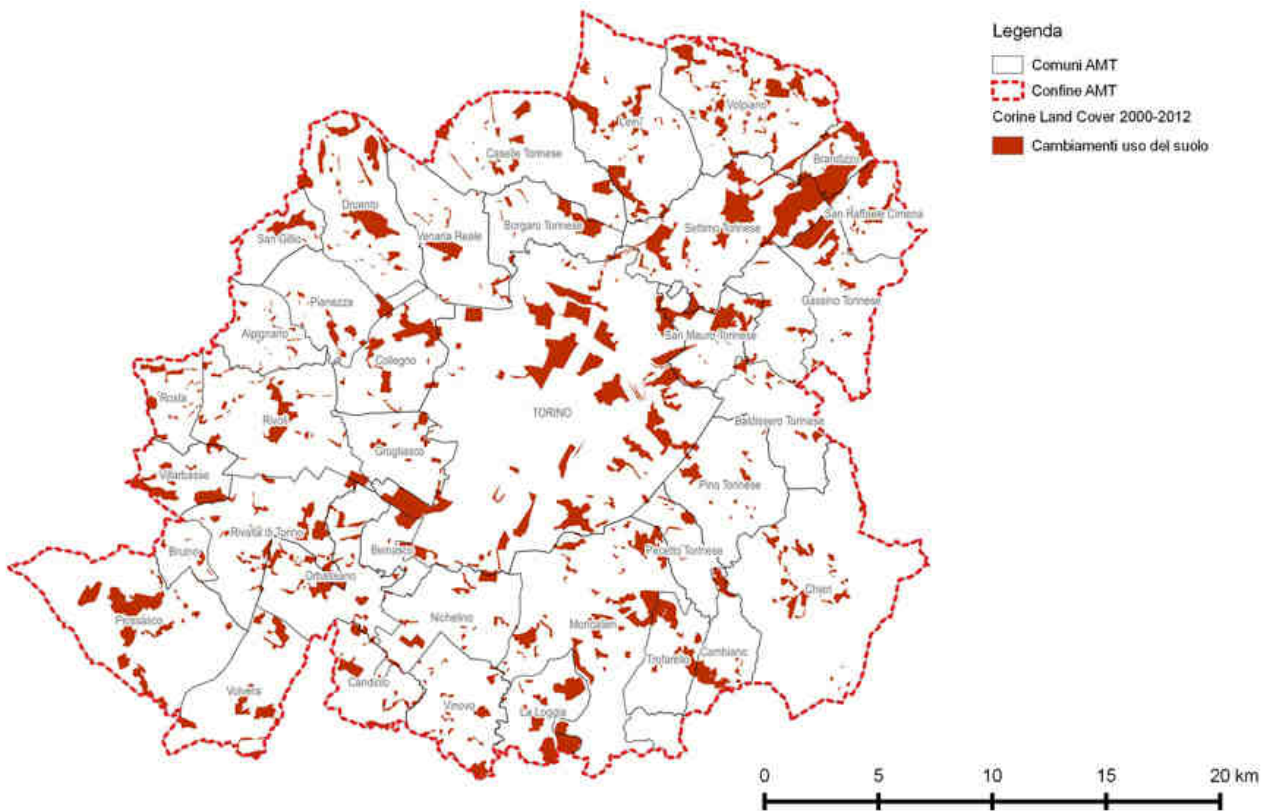 Legenda
Comuni AMT
Confine AMT
Corine Land Cover 2000-2012
Cambiamenti uso del suolo
Volpiano
Leinì
Caselle Torinese
Brandizzo
Druento
San Raffaele Cimena
Venaria Reale
Borgaro Torinese
Settimo Torinese
San Gillio
Pianezza
Gassino Torinese
Alpignano
San Mauro Torinese
Collegno
Rosta
Rivoli
TORINO
Baldissero Torinese
Grugliasco
Villarbasse
Pino Torinese
Rivalta di Torino
Bruino
Beinasco
Pecetto Torinese
Orbassano
Chieri
Piossasco
Nichelino
Moncalieri
Trofarello
Cambiano
Candiolo
Volvera
Vinovo
La Loggia
0 5 10 15 20 km